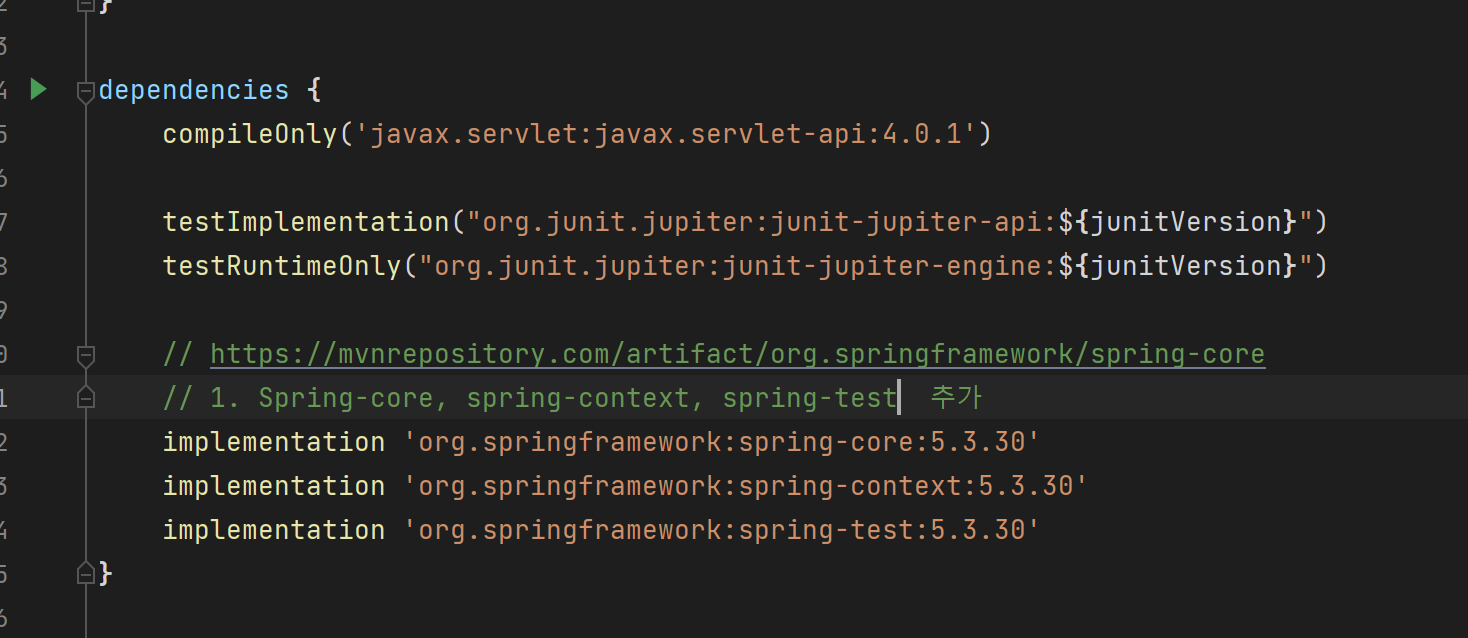 }
dependencies {
compileOnly('javax.servlet:javax.servlet-api:4.0.1')
testImplementation("org.junit.jupiter:junit-jupiter-api:${junitVersion}")
testRuntimeOnly("org.junit.jupiter:junit-jupiter-engine:${junitVersion}")
// https://mvnrepository.com/artifact/org.springframework/spring-core
// 1. Spring-core, spring-context, spring-test 추가
implementation 'org.springframework:spring-core:5.3.30'
implementation 'org.springframework:spring-context:5.3.30'
implementation 'org.springframework:spring-test:5.3.30'
}